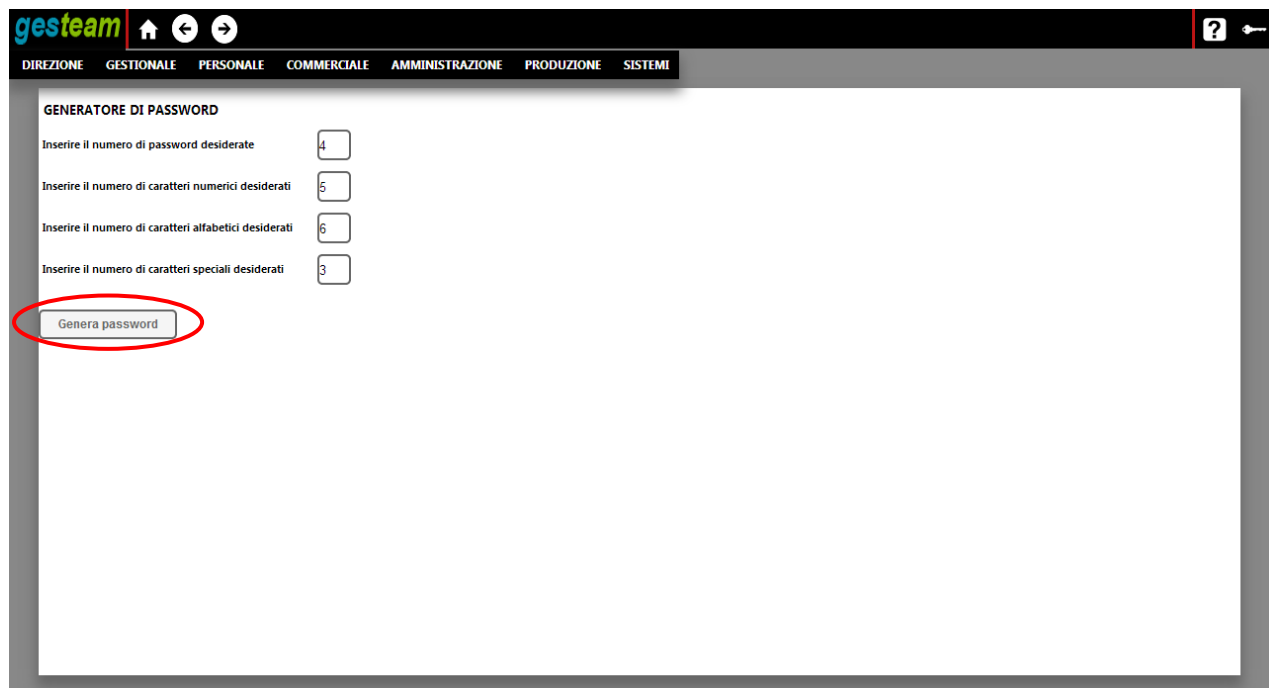 gesteam
?
DIREZIONE GESTIONALE PERSONALE COMMERCIALE AMMINISTRAZIONE PRODUZIONE SISTEMI
GENERATORE DI PASSWORD
Inserire il numero di password desiderate 4
Inserire il numero di caratteri numerici desiderati 5
Inserire il numero di caratteri alfabetici desiderati 6
Inserire il numero di caratteri speciali desiderati 3
Genera password